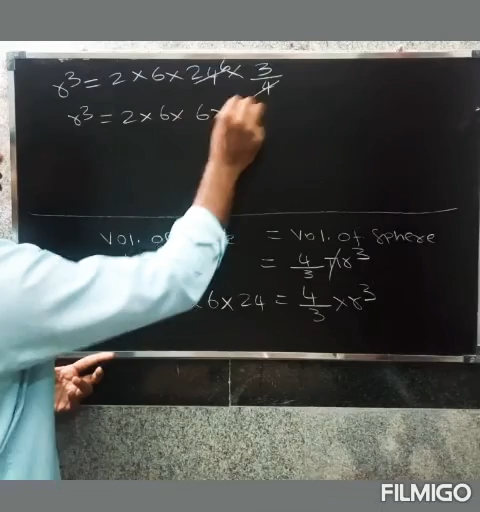 r³ = 2 × 6 × 24 6 × 3/4
r³ = 2 × 6 × 6 ×
Vol. of = Vol. of Sphere
= 4/3 πr³
× 6 × 24 = 4/3 × r³
FILMIGO